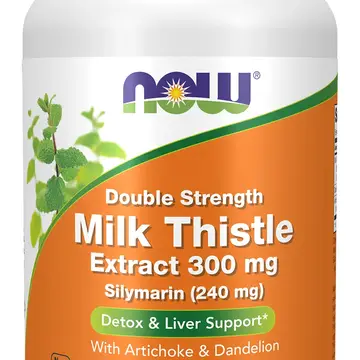 NOW®
Double Strength
Milk Thistle
Extract 300 mg
Silymarin (240 mg)
Detox & Liver Support*
With Artichoke & Dandelion